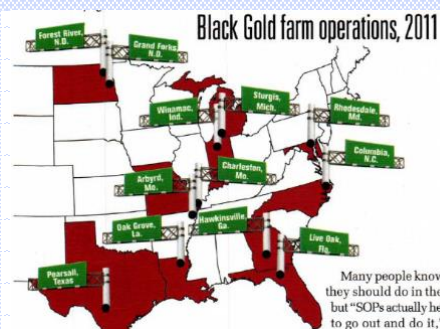 Black Gold farm operations, 2011
Forest River,
N.D.
Grand Forks,
N.D.
Winamac,
Ind.
Sturgis,
Mich.
Rhodesdale,
Md.
Columbia,
N.C.
Arbyrd,
Mo.
Charleston,
Mo.
Oak Grove,
La.
Hawkinsville,
Ga.
Live Oak,
Fla.
Pearsall,
Texas
Many people know
they should do in the
but “SOPs actually he
to go out and do it,”